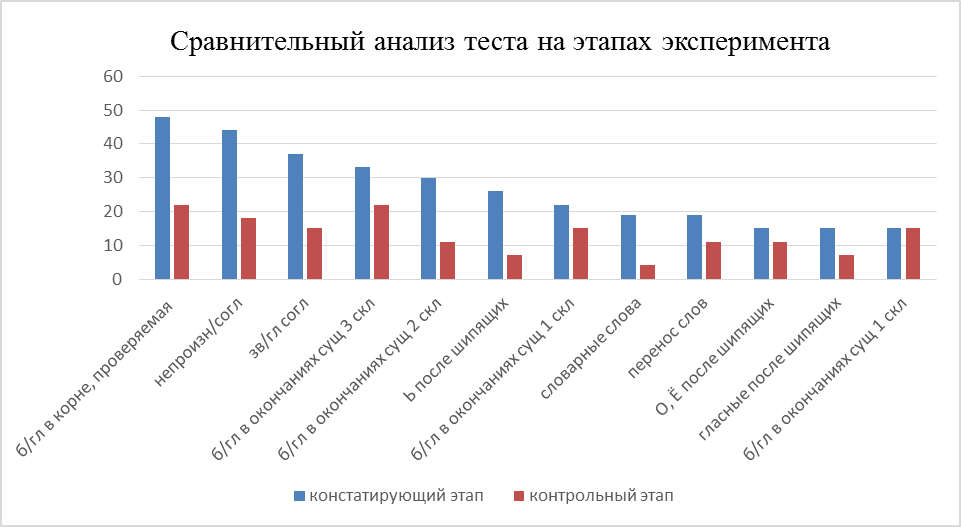 Сравнительный анализ теста на этапах эксперимента
60
50
40
30
20
10
0
б/гл в корне, проверяемая
непроизн/согл
зв/гл согл
б/гл в окончаниях сущ 3 скл
б/гл в окончаниях сущ 2 скл
Ь после шипящих
б/гл в окончаниях сущ 1 скл
словарные слова
перенос слов
О, Ё после шипящих
гласные после шипящих
б/гл в окончаниях сущ 1 скл
констатирующий этап
контрольный этап